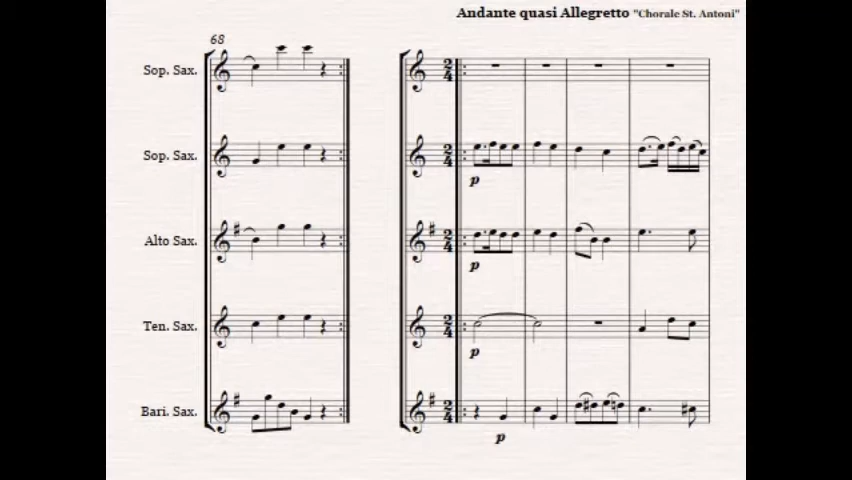 Andante quasi Allegretto "Chorale St. Antoni"
68
Sop. Sax.
Sop. Sax.
p
Alto Sax.
p
Ten. Sax.
p
Bari. Sax.
p